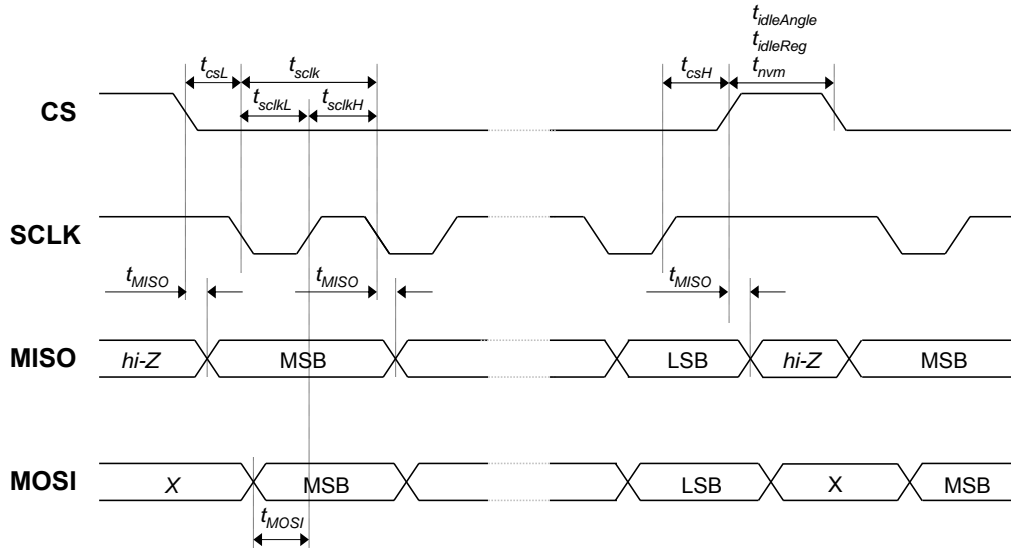 t_idleAngle
t_idleReg
t_csL t_sclk t_csH t_nvm
t_sclkL t_sclkH
CS
SCLK
t_MISO t_MISO t_MISO
MISO hi-Z MSB LSB hi-Z MSB
MOSI X MSB LSB X MSB
t_MOSI